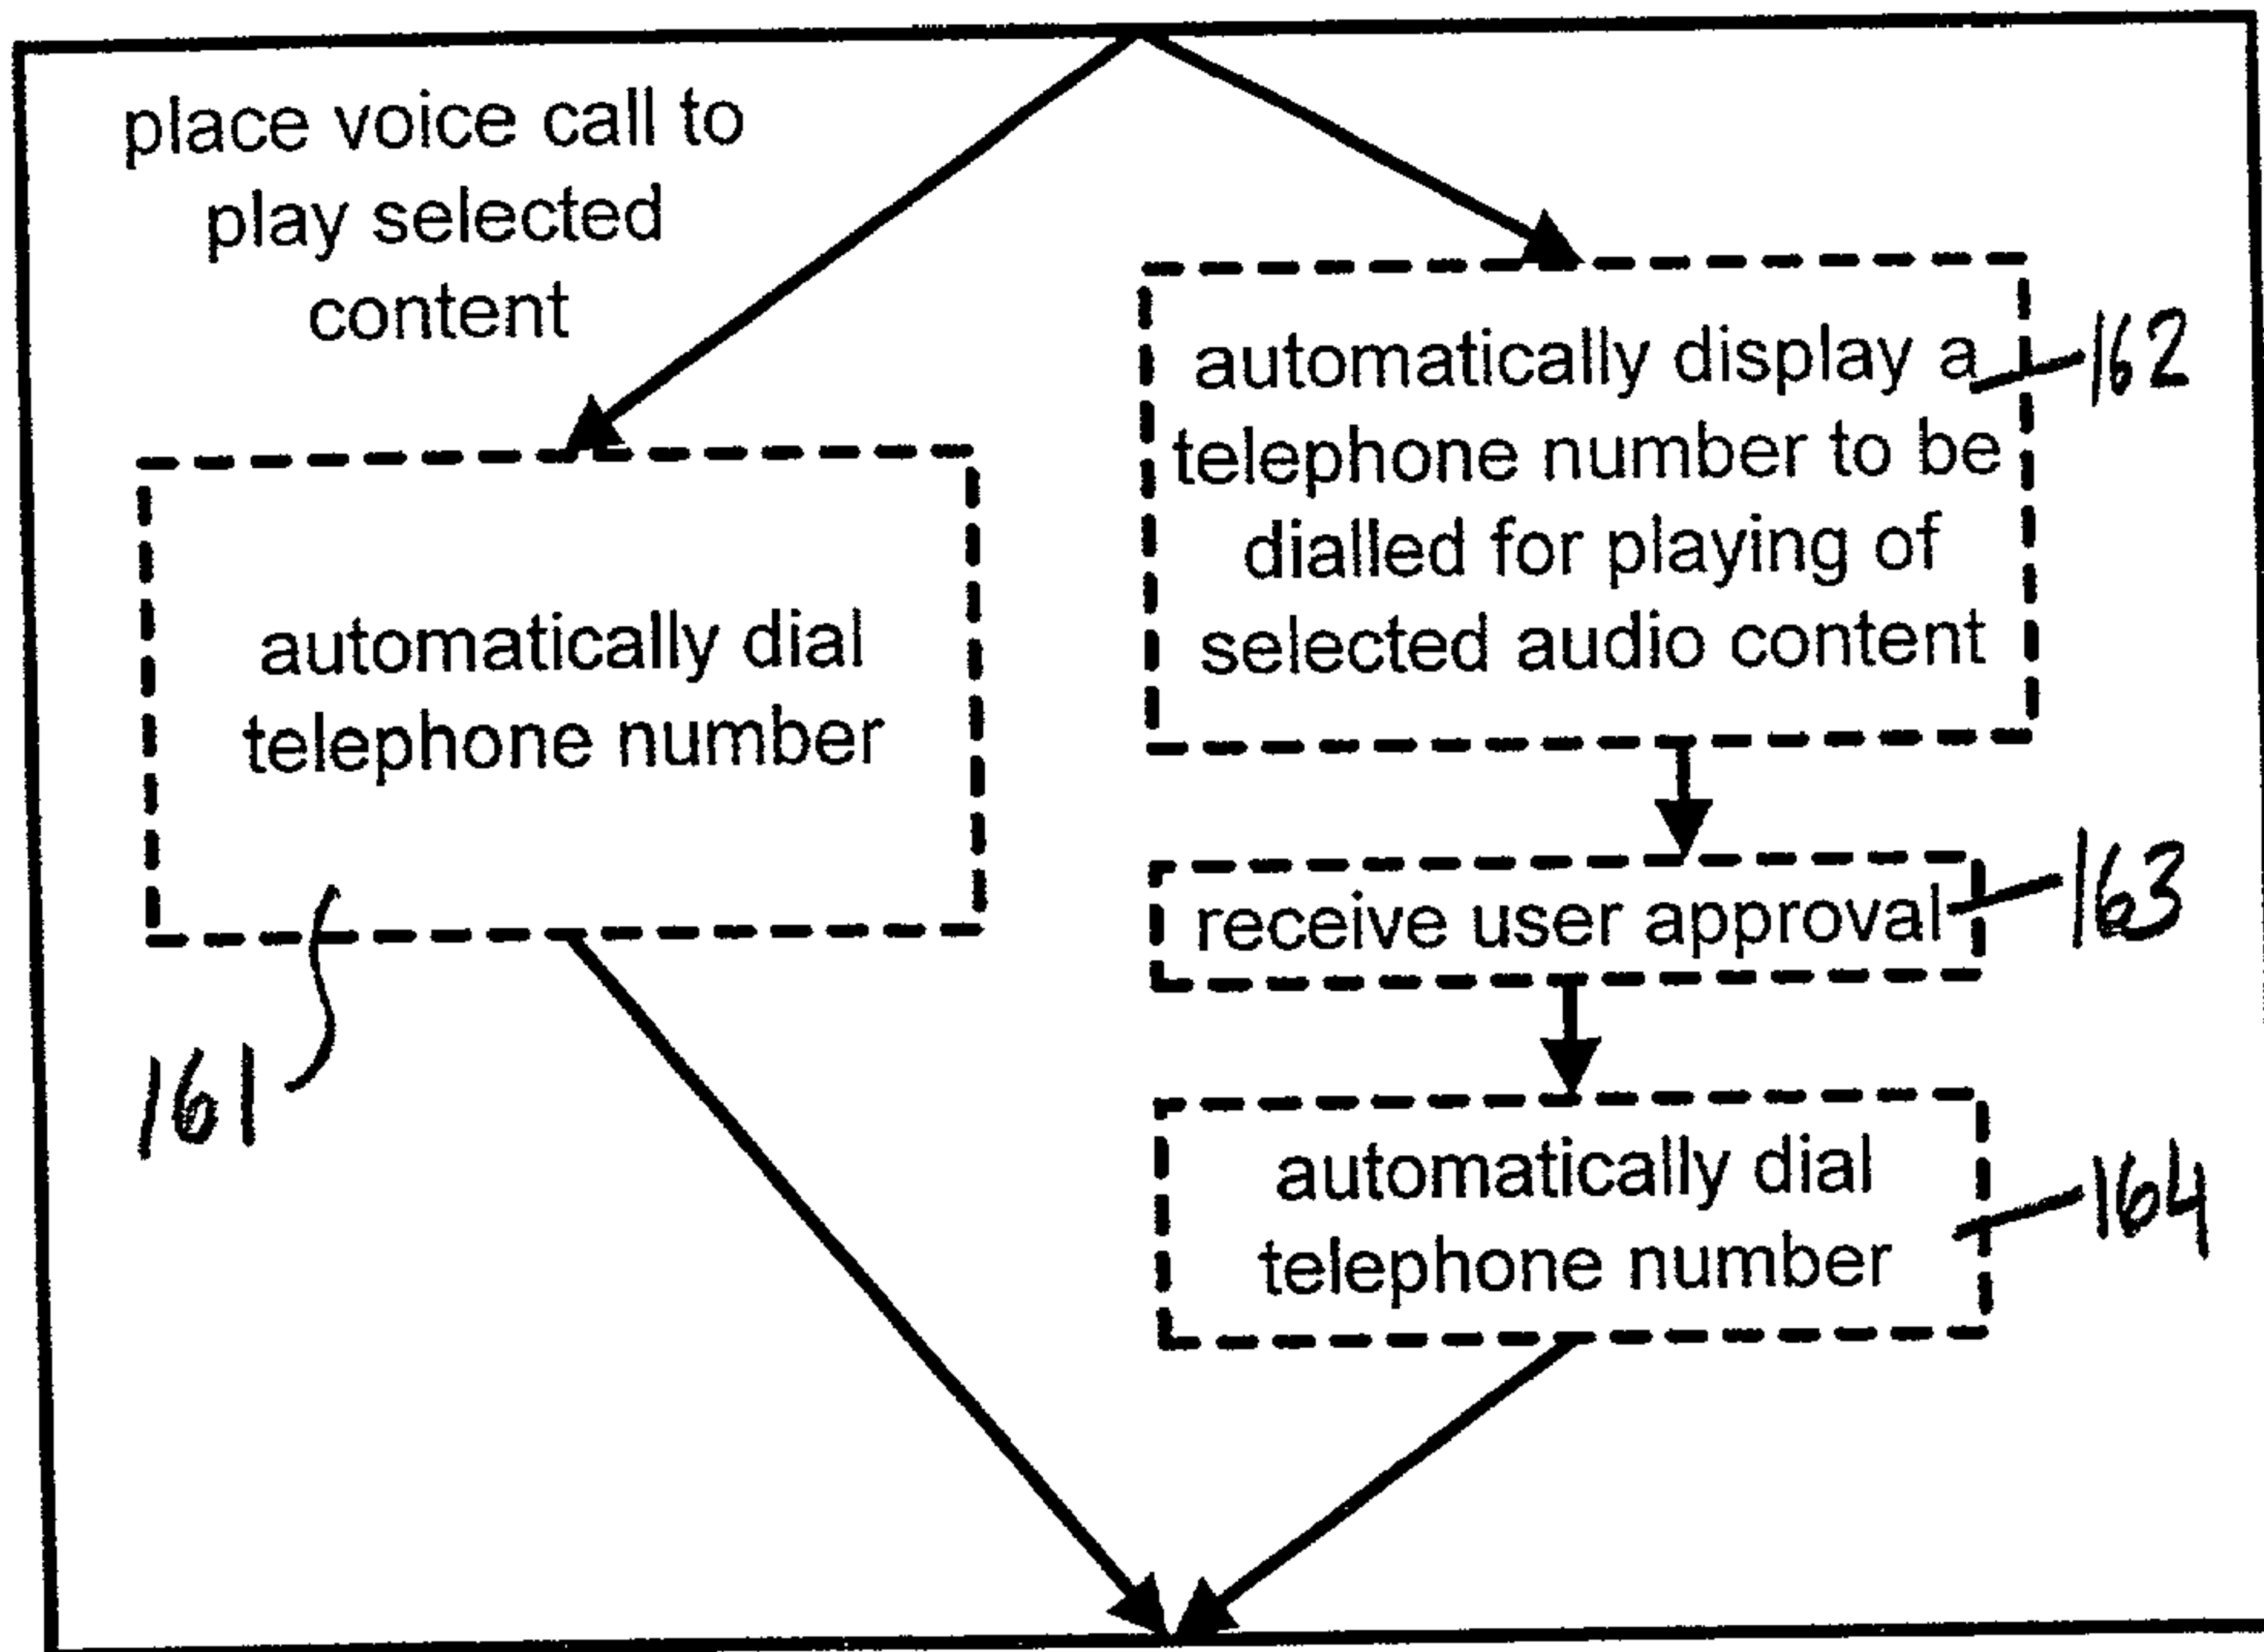 place voice call to
play selected
content
automatically dial
telephone number
161
automatically display a
telephone number to be
dialled for playing of
selected audio content
162
receive user approval
163
automatically dial
telephone number
164